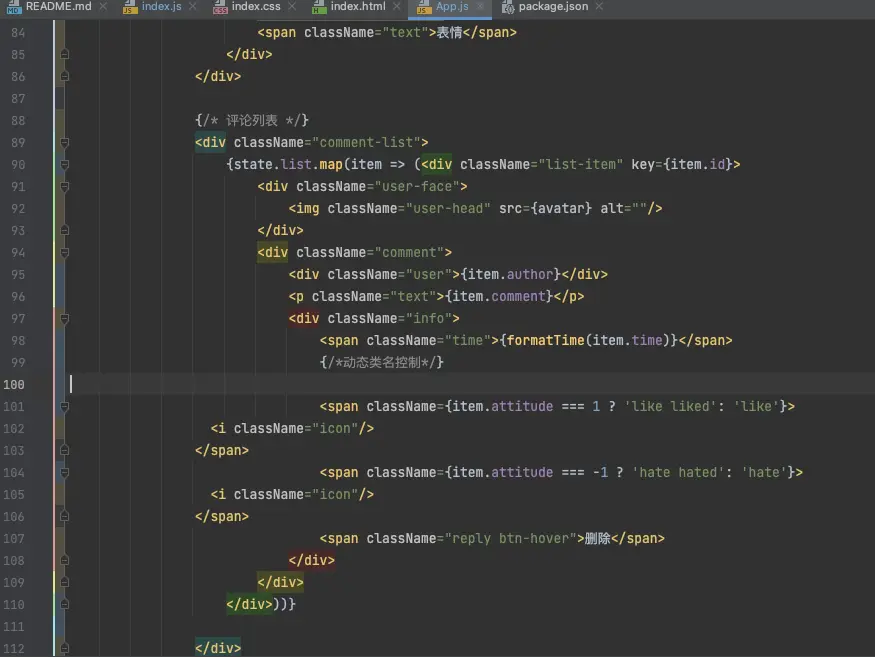 README.md index.js index.css index.html App.js package.json
84 <span className="text">表情</span>
85 </div>
86 </div>
87
88 {/* 评论列表 */}
89 <div className="comment-list">
90 {state.list.map(item => (<div className="list-item" key={item.id}>
91 <div className="user-face">
92 <img className="user-head" src={avatar} alt=""/>
93 </div>
94 <div className="comment">
95 <div className="user">{item.author}</div>
96 <p className="text">{item.comment}</p>
97 <div className="info">
98 <span className="time">{formatTime(item.time)}</span>
99 {/*动态类名控制*/}
100
101 <span className={item.attitude === 1 ? 'like liked': 'like'}>
102 <i className="icon"/>
103 </span>
104 <span className={item.attitude === -1 ? 'hate hated': 'hate'}>
105 <i className="icon"/>
106 </span>
107 <span className="reply btn-hover">删除</span>
108 </div>
109 </div>
110 </div>))}
111
112 </div>